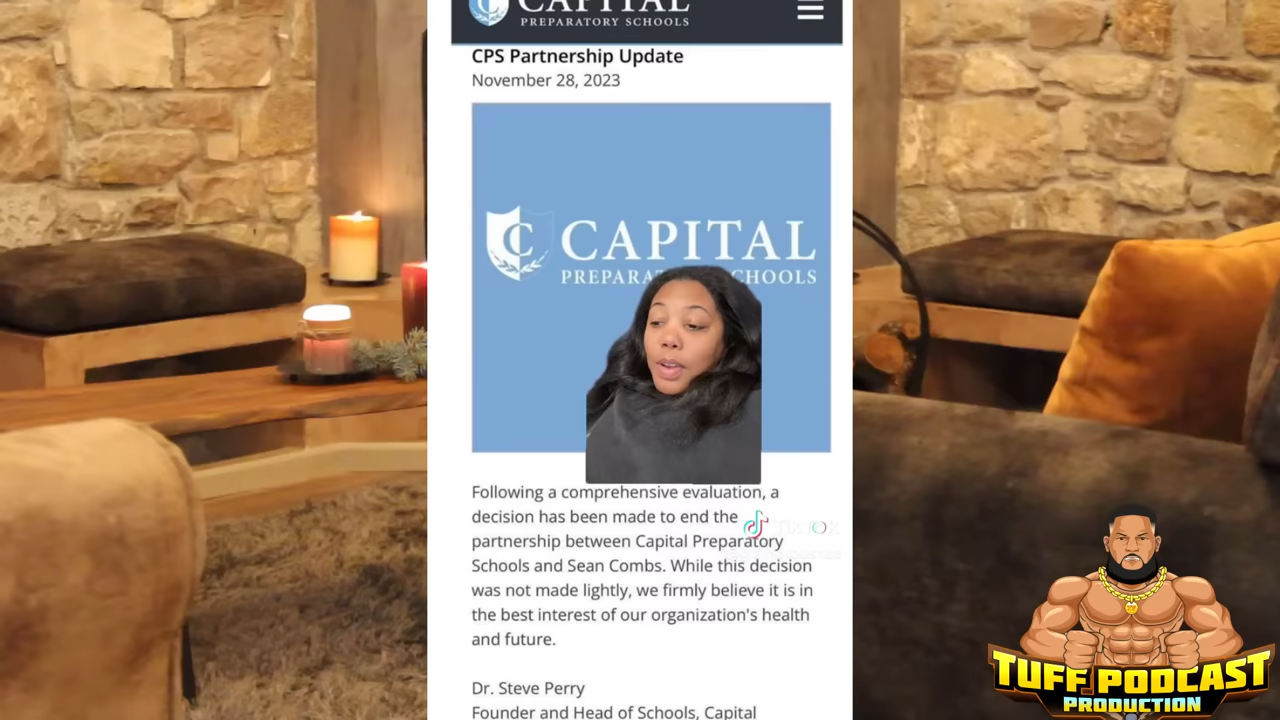 CAPITAL
PREPARATORY SCHOOLS
CPS Partnership Update
November 28, 2023
C CAPITAL
SCHOOLS
Following a comprehensive evaluation, a
decision has been made to end the
TikTok
partnership between Capital Preparatory
Schools and Sean Combs. While this decision
was not made lightly, we firmly believe it is in
the best interest of our organization's health
and future.
Dr. Steve Perry
Founder and Head of Schools, Capital
TUFF PODCAST
PRODUCTION